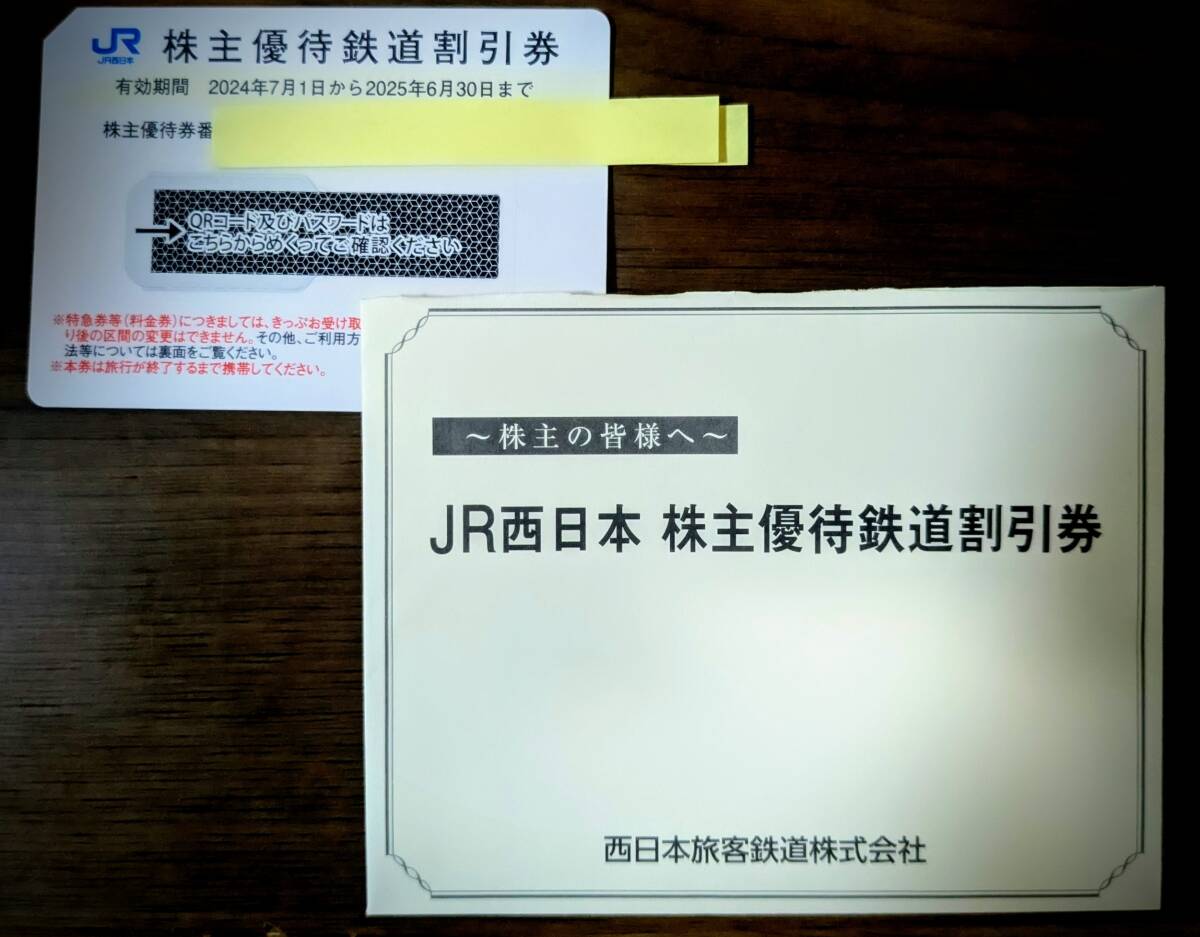 JR 株主優待鉄道割引券
JR西日本
有効期間 2024年7月1日から2025年6月30日まで
株主優待券番
QRコード及びパスワードは
こちらからめくってご確認ください
※特急券等(料金券)につきましては、きっぷお受け取
り後の区間の変更はできません。その他、ご利用方
法等については裏面をご覧ください。
※本券は旅行が終了するまで携帯してください。
～株主の皆様へ～
JR西日本 株主優待鉄道割引券
西日本旅客鉄道株式会社